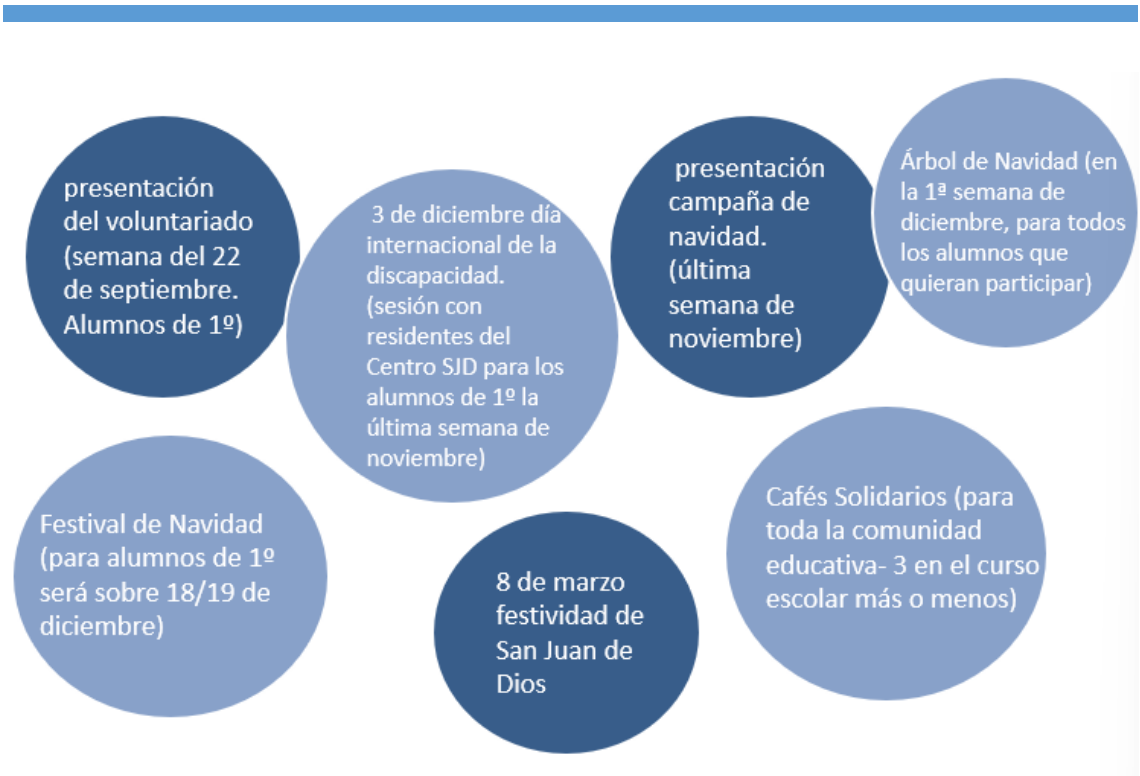 presentación
del voluntariado
(semana del 22
de septiembre.
Alumnos de 1º)
3 de diciembre día
internacional de la
discapacidad.
(sesión con
residentes del
Centro SJD para los
alumnos de 1º la
última semana de
noviembre)
presentación
campaña de
navidad.
(última
semana de
noviembre)
Árbol de Navidad (en
la 1ª semana de
diciembre, para todos
los alumnos que
quieran participar)
Festival de Navidad
(para alumnos de 1º
será sobre 18/19 de
diciembre)
8 de marzo
festividad de
San Juan de
Dios
Cafés Solidarios (para
toda la comunidad
educativa- 3 en el curso
escolar más o menos)